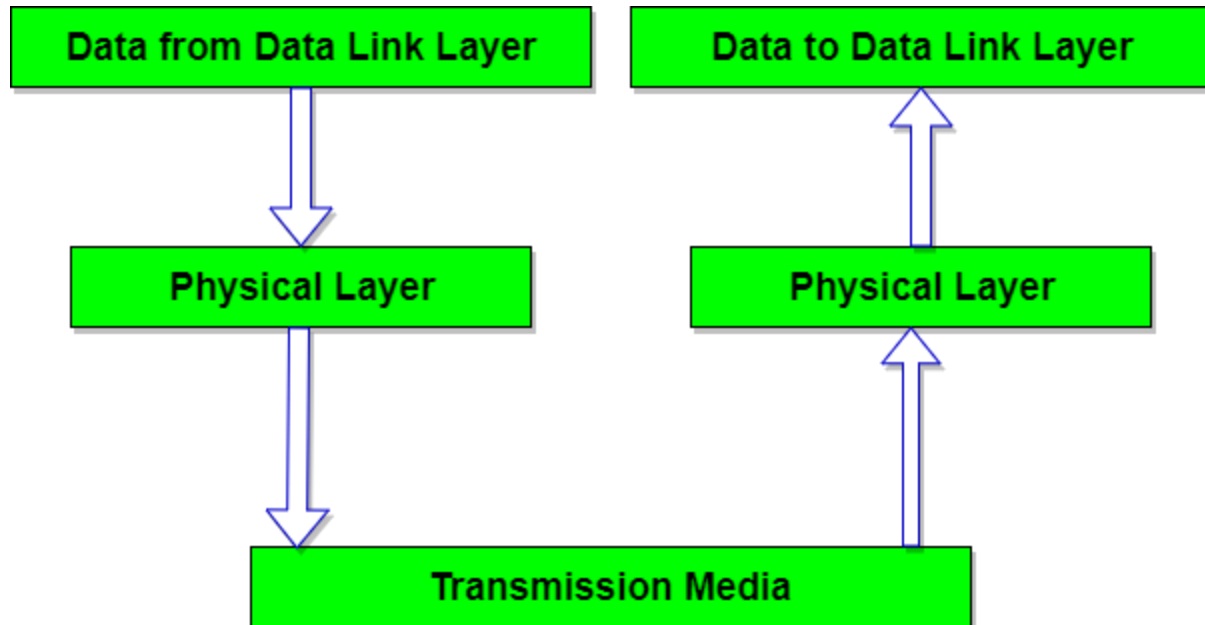 Data from Data Link Layer
Data to Data Link Layer
Physical Layer
Physical Layer
Transmission Media